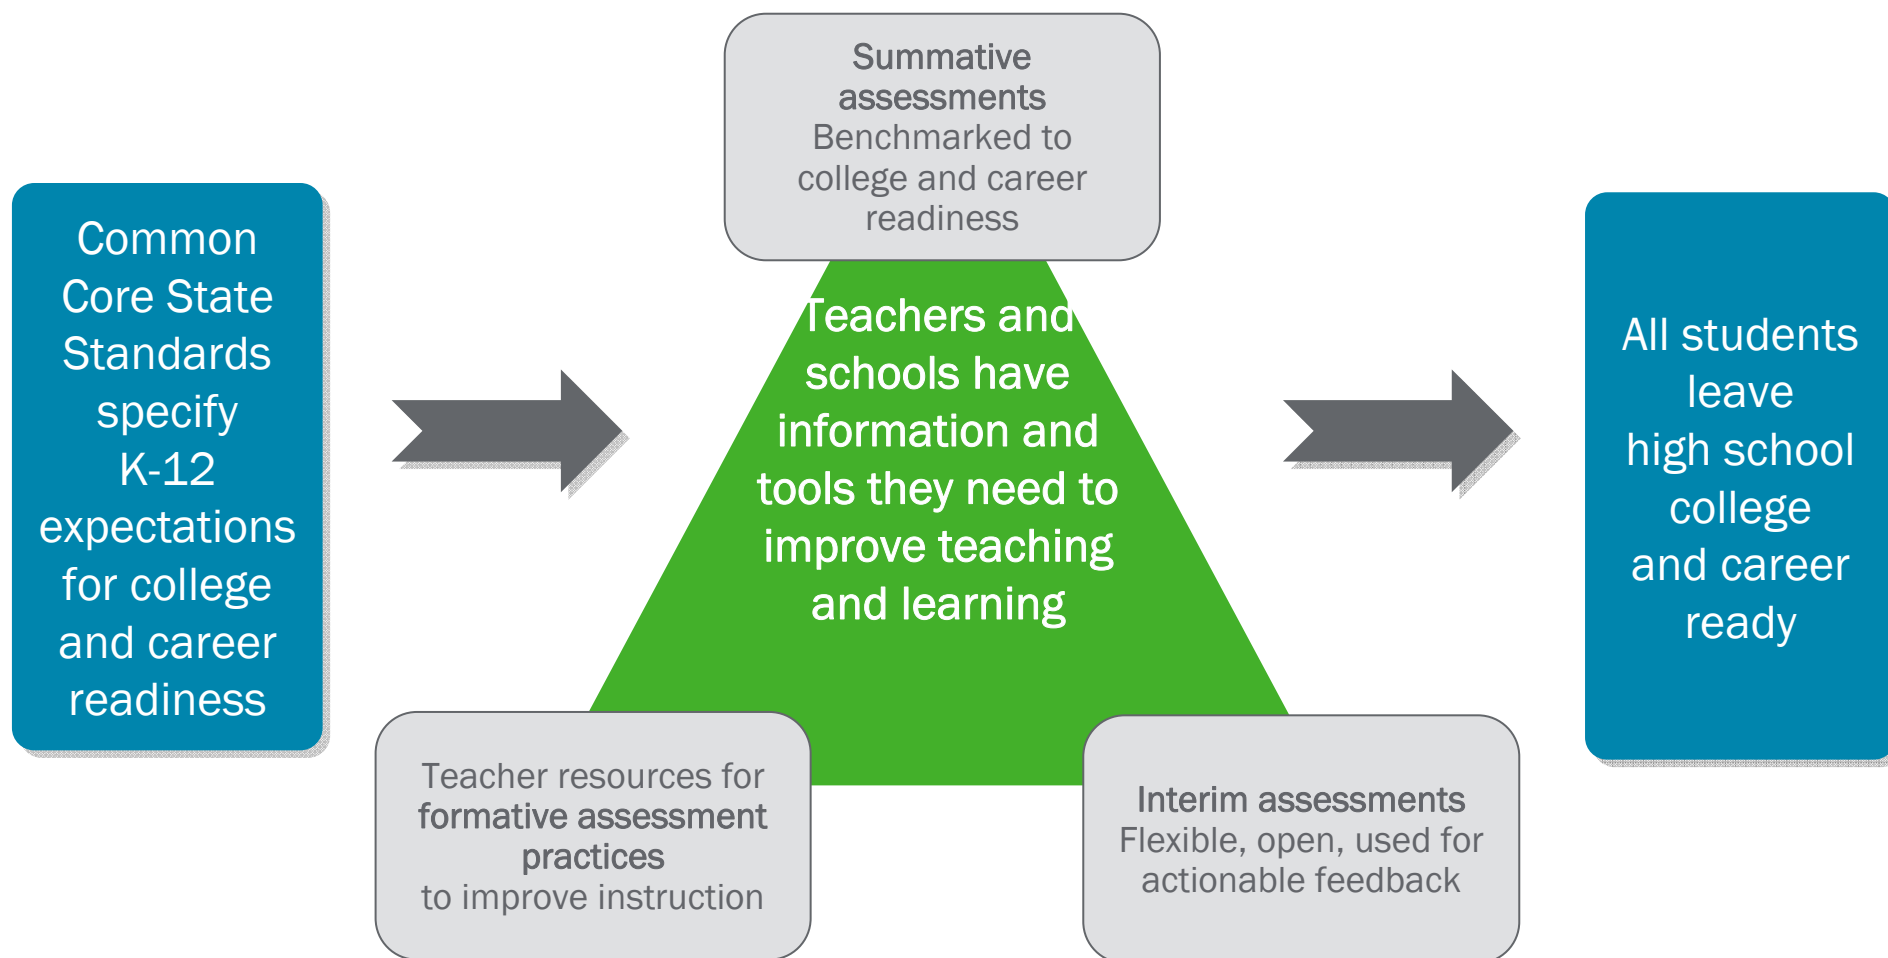 Common
Core State
Standards
specify
K-12
expectations
for college
and career
readiness
Summative
assessments
Benchmarked to
college and career
readiness
Teachers and
schools have
information and
tools they need to
improve teaching
and learning
Teacher resources for
formative assessment
practices
to improve instruction
Interim assessments
Flexible, open, used for
actionable feedback
All students
leave
high school
college
and career
ready